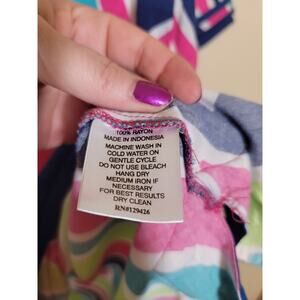 100% RAYON
MADE IN INDONESIA
MACHINE WASH IN
COLD WATER ON
GENTLE CYCLE
DO NOT USE BLEACH
HANG DRY
MEDIUM IRON IF
NECESSARY
FOR BEST RESULTS
DRY CLEAN
RN#129426